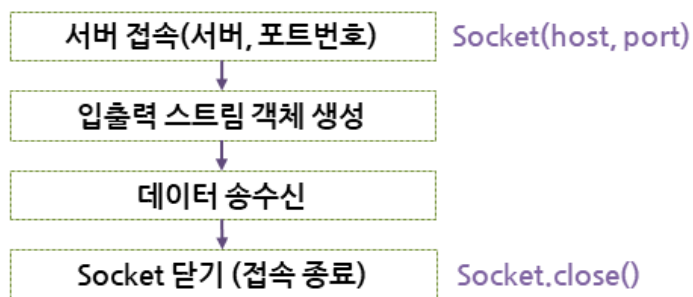 서버 접속(서버, 포트번호) Socket(host, port)
입출력 스트림 객체 생성
데이터 송수신
Socket 닫기 (접속 종료) Socket.close()